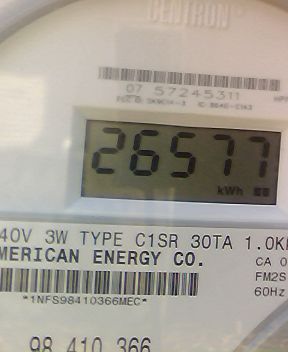 CENTRON
07 57245311
26577
kWh
40V 3W TYPE C1SR 30TA 1.0K
MERICAN ENERGY CO.
CA 0
FM2S
*1NFS98410366MEC*
60Hz
98 410 366